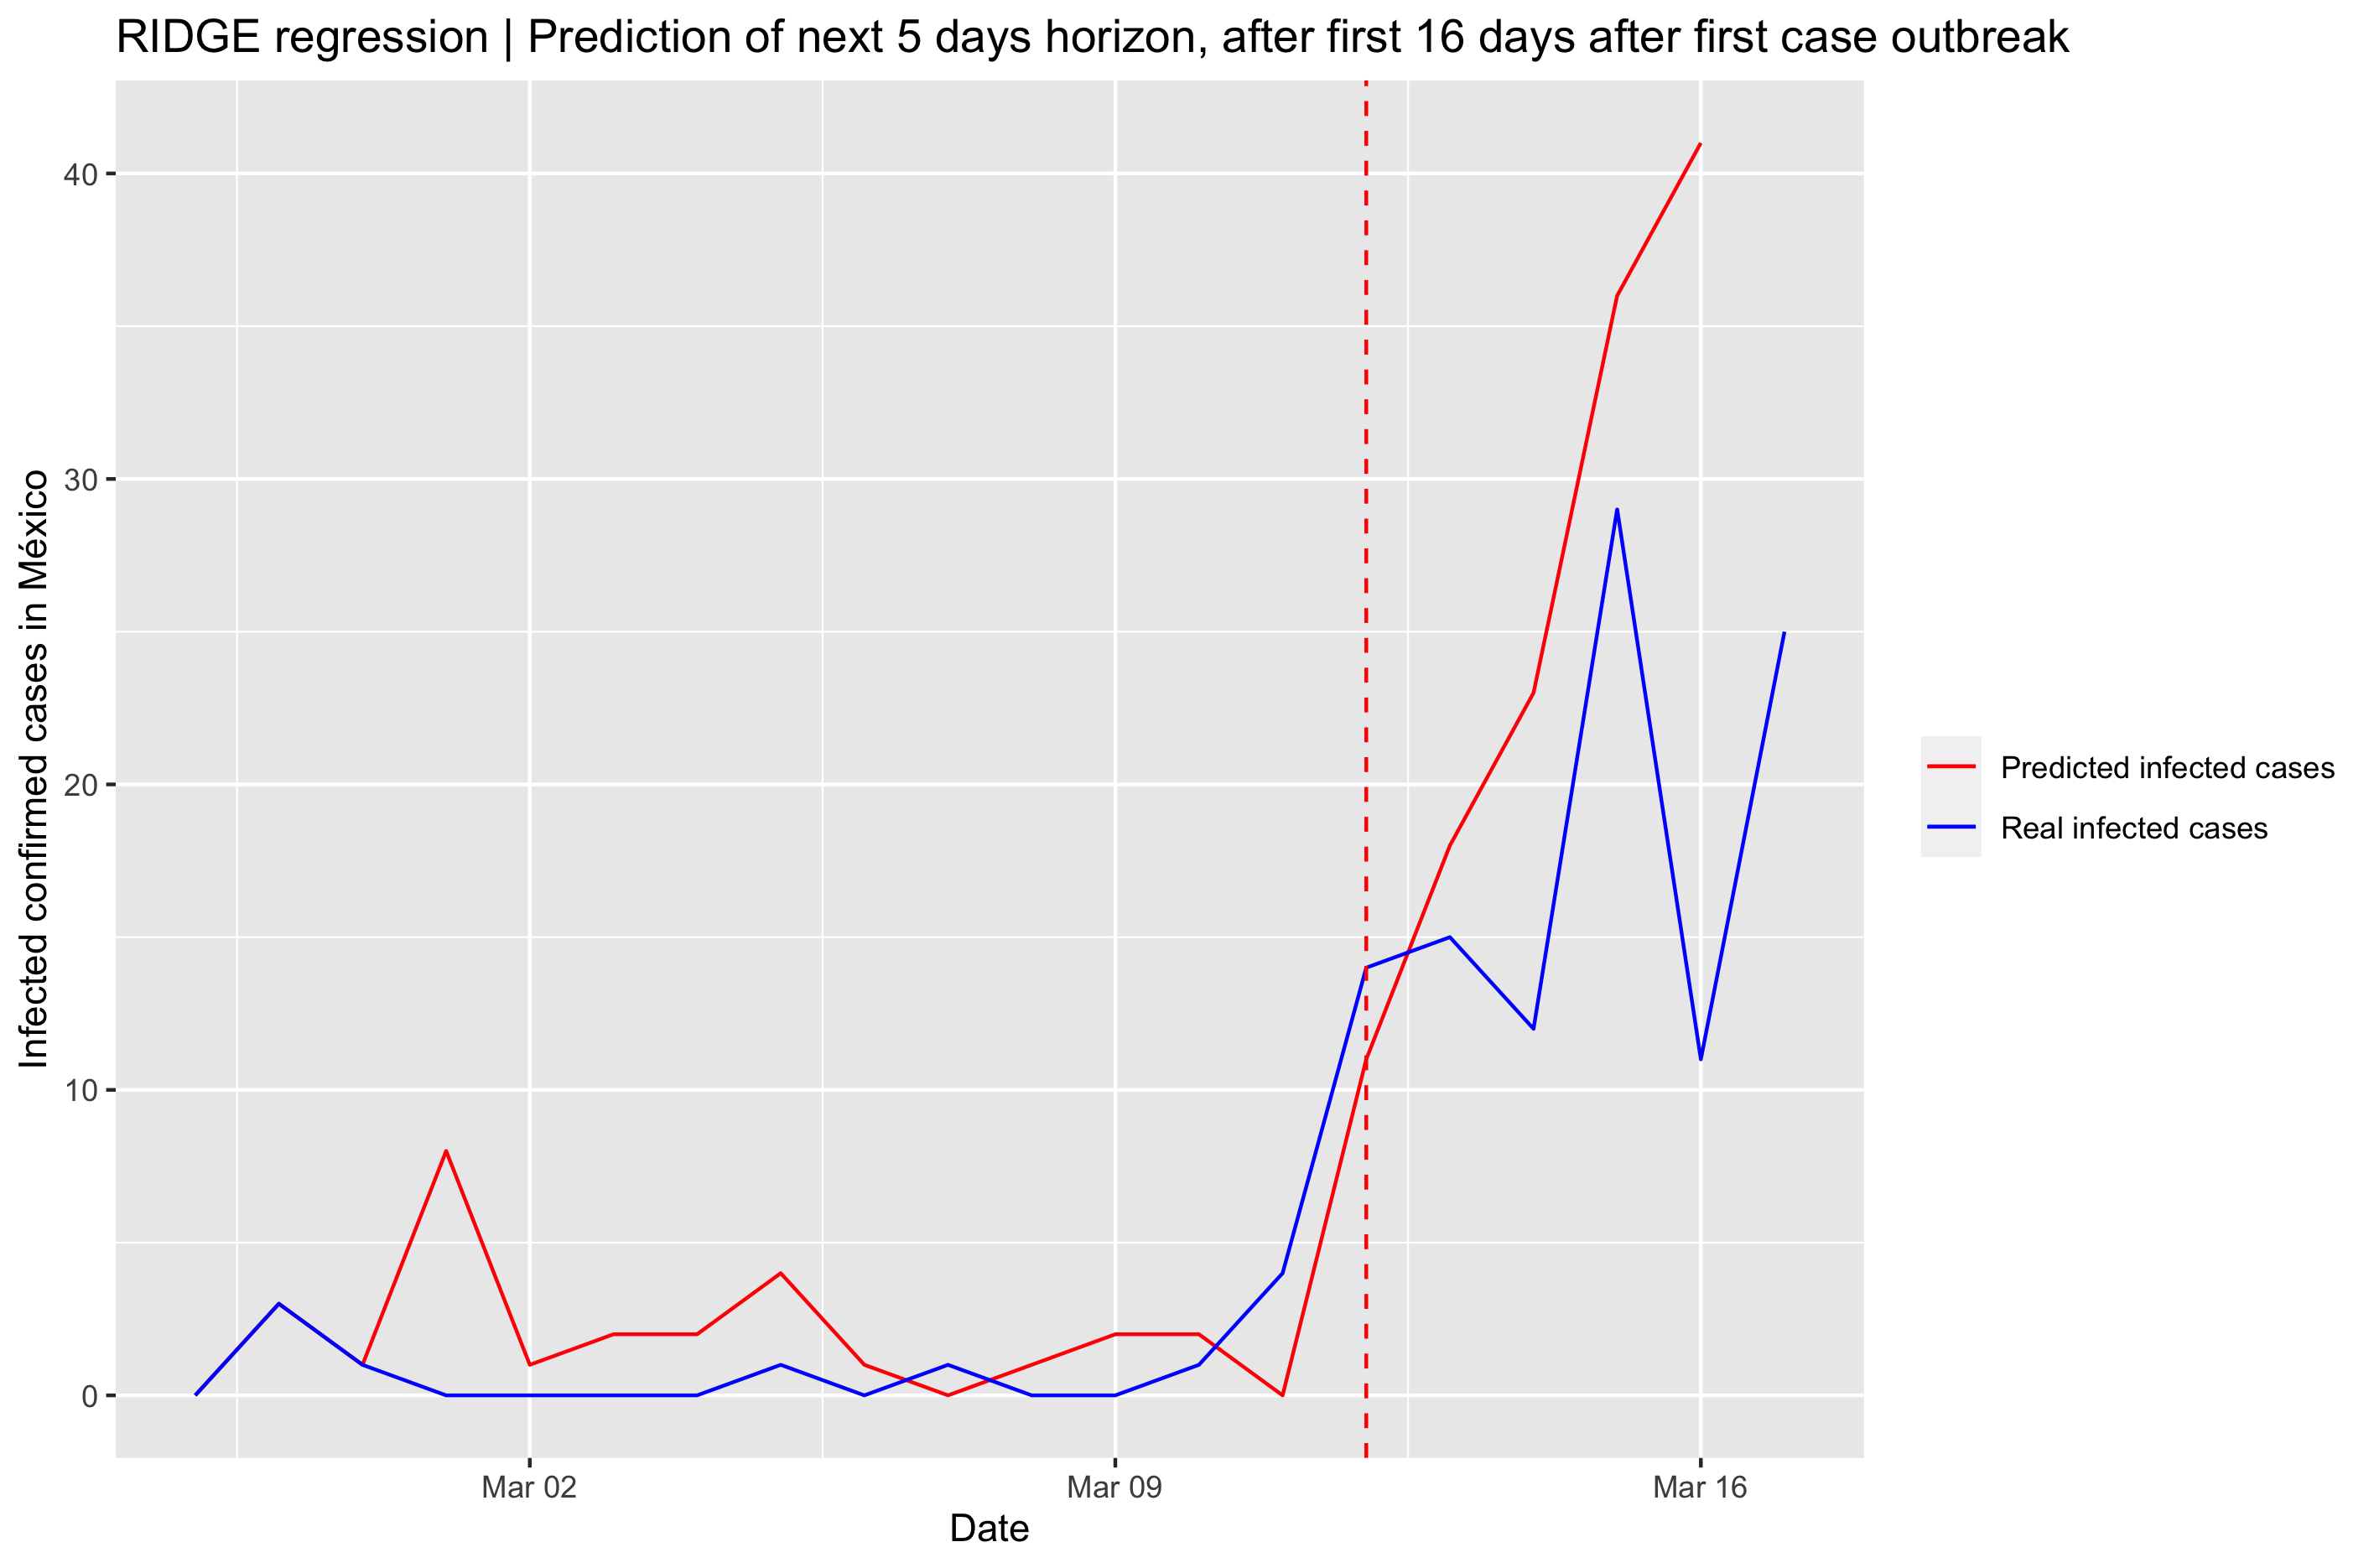 RIDGE regression | Prediction of next 5 days horizon, after first 16 days after first case outbreak
Infected confirmed cases in México
40
30
20
10
0
Mar 02
Mar 09
Mar 16
Date
Predicted infected cases
Real infected cases